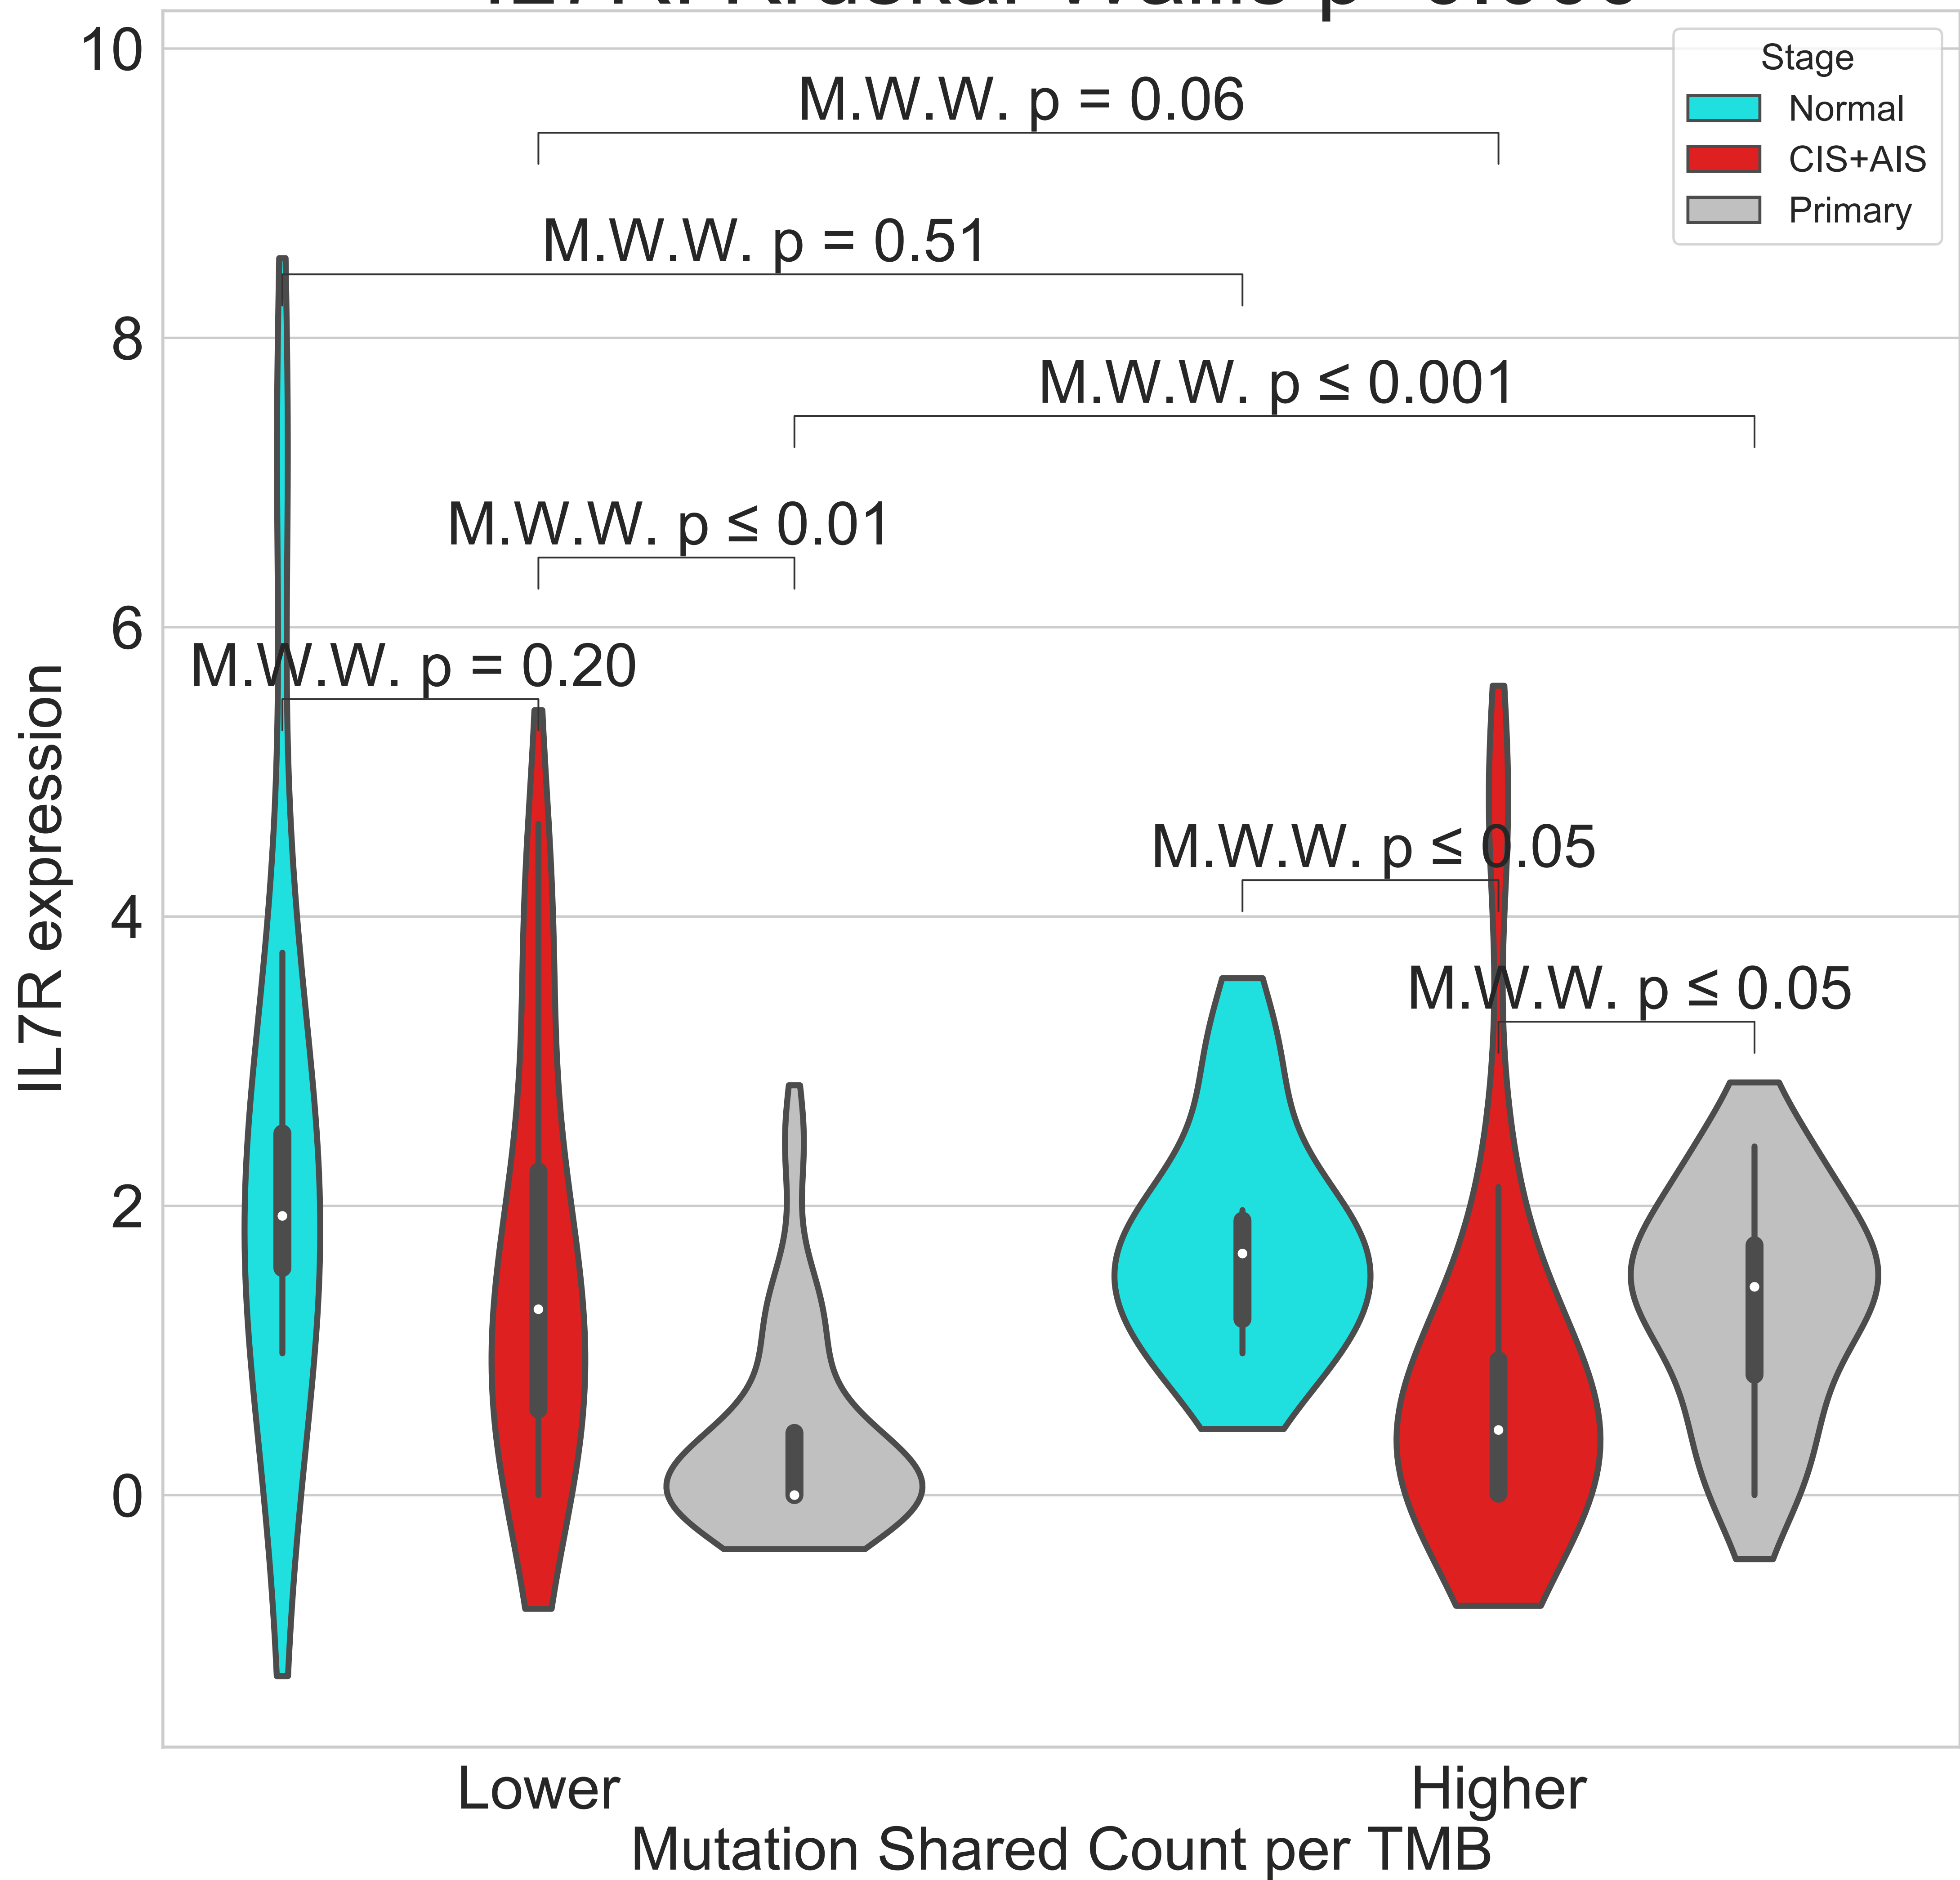 10
Stage
Normal
CIS+AIS
Primary
M.W.W. p = 0.06
M.W.W. p = 0.51
8
M.W.W. p ≤ 0.001
M.W.W. p ≤ 0.01
6
M.W.W. p = 0.20
M.W.W. p ≤ 0.05
4
M.W.W. p ≤ 0.05
IL7R expression
2
0
Lower
Higher
Mutation Shared Count per TMB